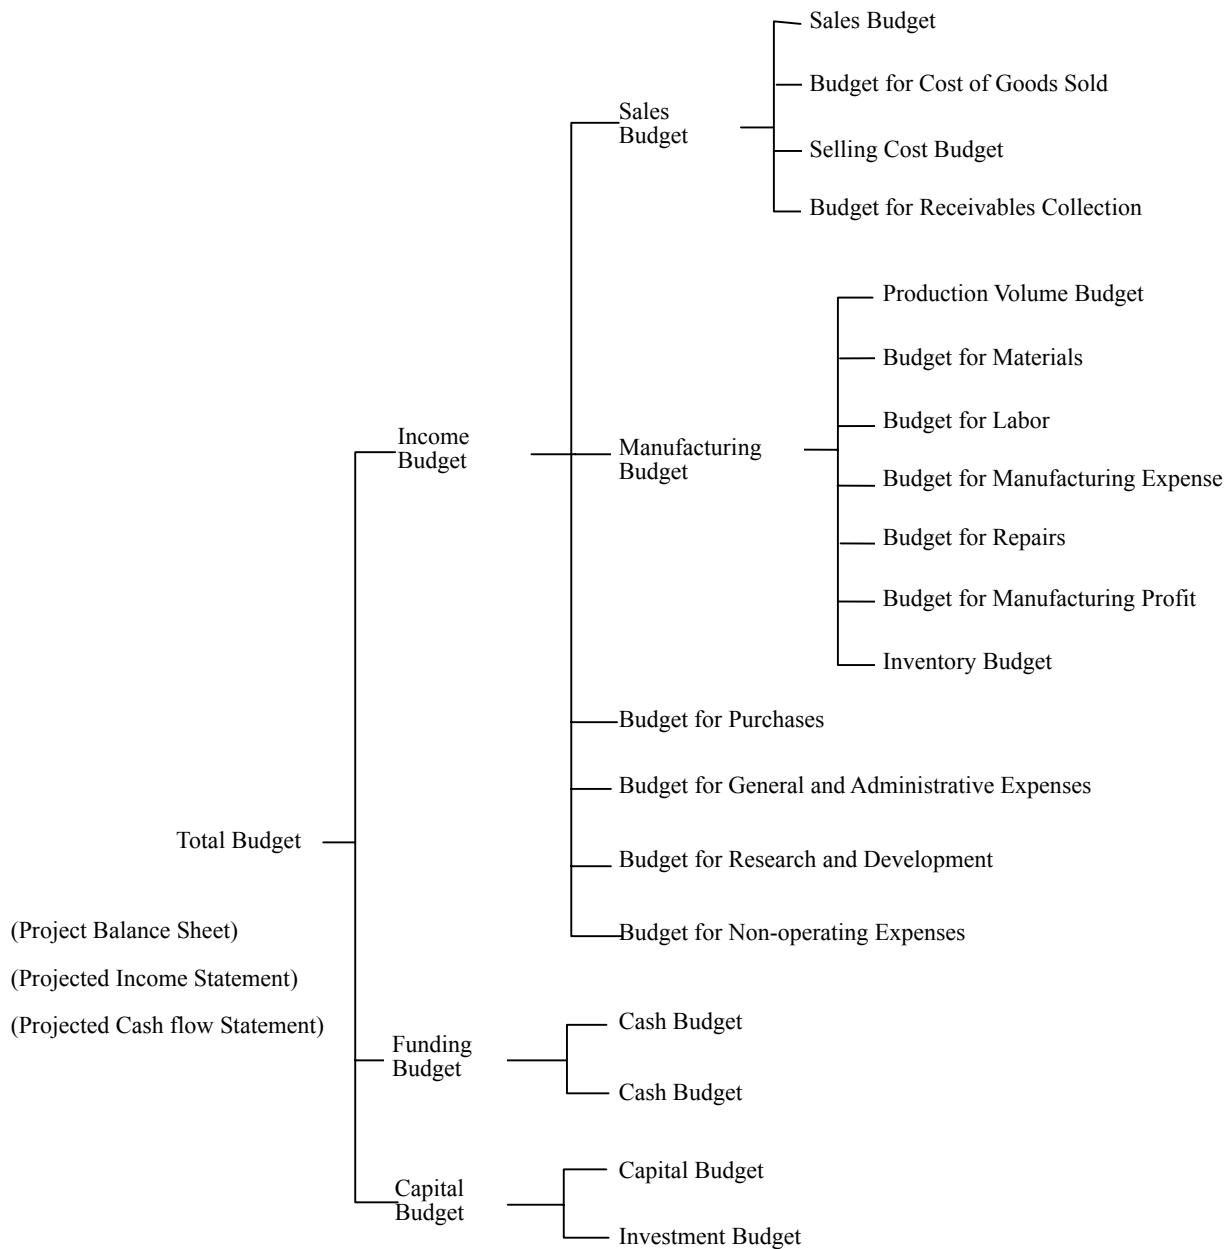 Sales Budget
Budget for Cost of Goods Sold
Sales
Budget
Selling Cost Budget
Budget for Receivables Collection
Production Volume Budget
Budget for Materials
Budget for Labor
Income
Budget
Manufacturing
Budget
Budget for Manufacturing Expense
Budget for Repairs
Budget for Manufacturing Profit
Inventory Budget
Budget for Purchases
Budget for General and Administrative Expenses
Total Budget
Budget for Research and Development
(Project Balance Sheet)
Budget for Non-operating Expenses
(Projected Income Statement)
(Projected Cash flow Statement)
Cash Budget
Funding
Budget
Cash Budget
Capital Budget
Capital
Budget
Investment Budget